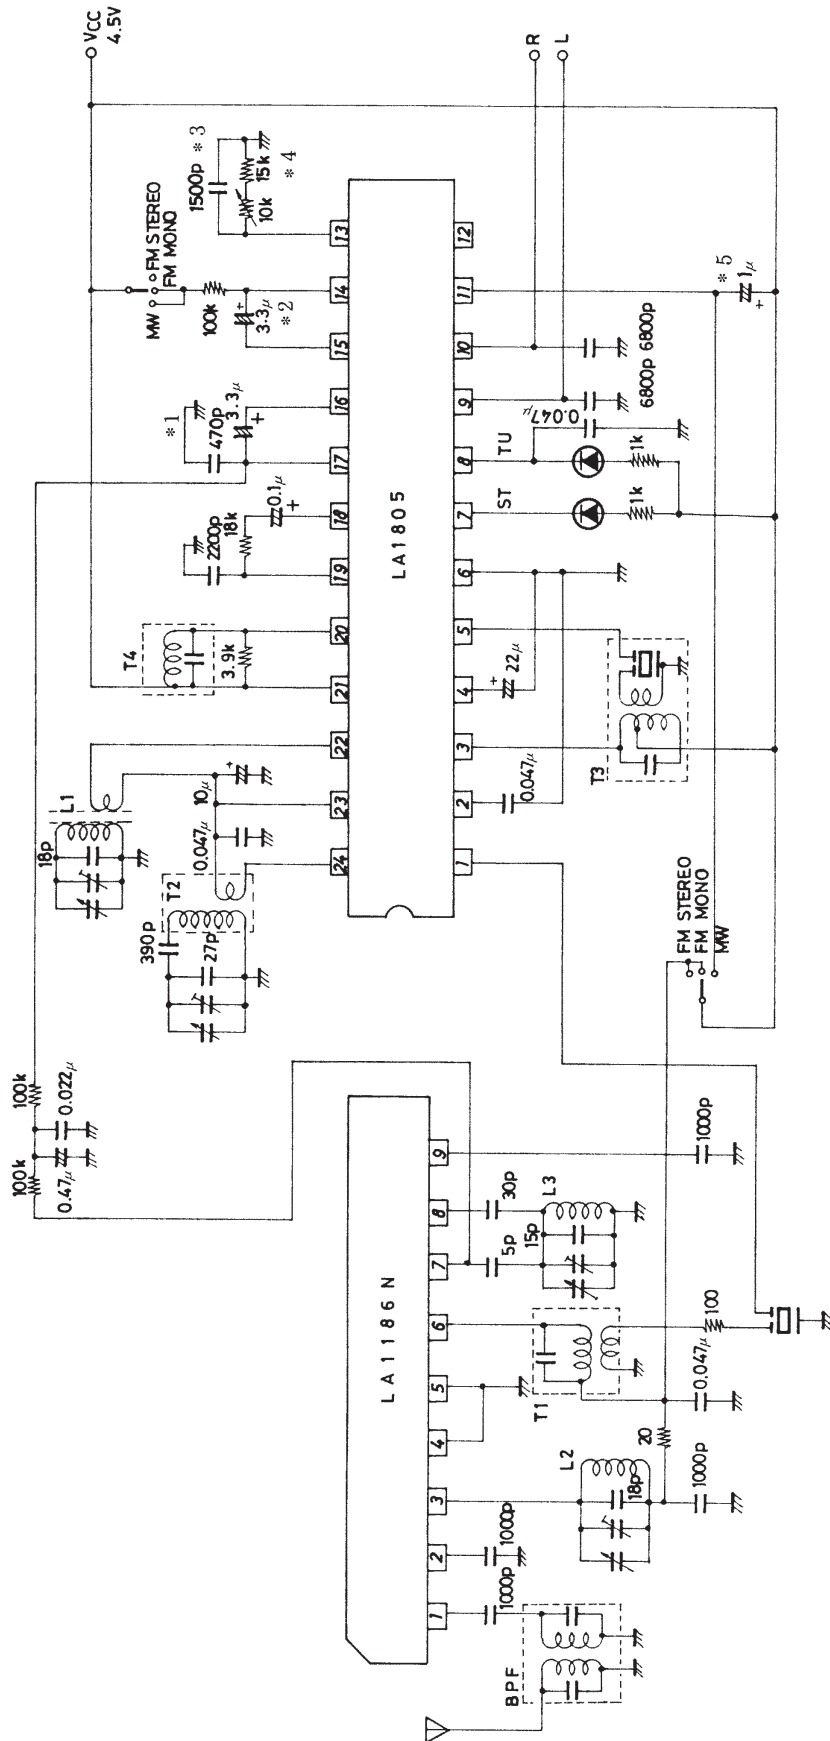 VCC
4.5V
R
L
1500p *3
15k
*4
10k
FM STEREO
FM MONO
MW
100k
3.3μ
*2
*1
470p
3.3μ
2200p
18k
0.1μ
T4
3.9k
L1
18p
10μ
0.047μ
T2
390p
27p
13
14
15
16
17
18
19
20
21
22
23
24
LA1805
12
11
10
9
8
7
6
5
4
3
2
1
*5
1μ
6800p
6800p
0.047μ
TU
ST
1k
1k
22μ
0.047μ
T3
FM STEREO
FM MONO
MW
100k
0.022μ
100k
0.47μ
LA1186N
9
8
7
6
5
4
3
2
1
1000p
30p
L3
5p
15p
100
T1
0.047μ
20
L2
18p
1000p
1000p
1000p
BPF